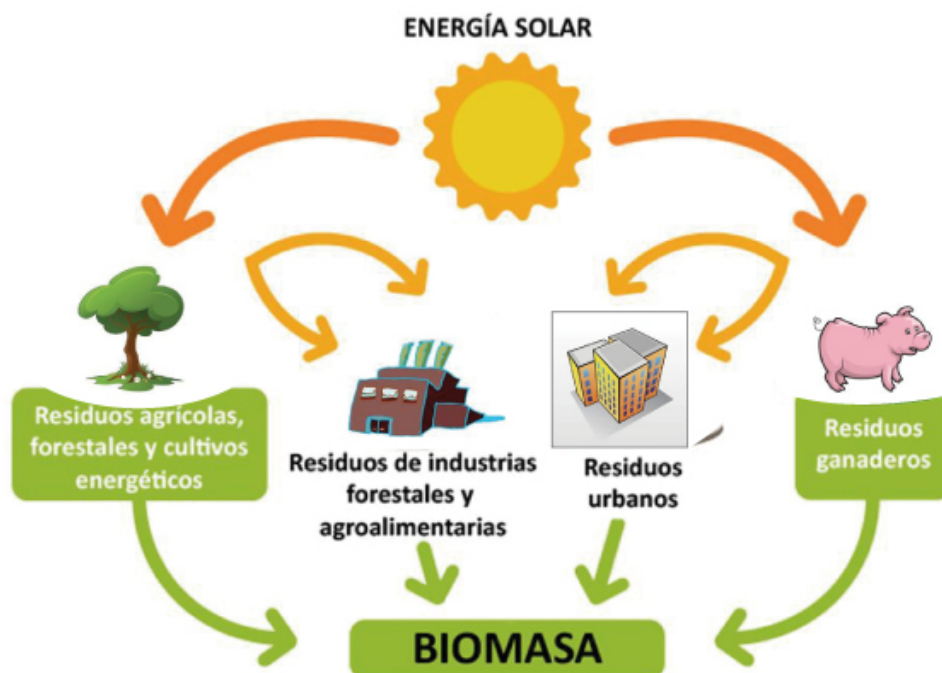 ENERGÍA SOLAR
Residuos agrícolas,
forestales y cultivos
energéticos
Residuos de industrias
forestales y
agroalimentarias
Residuos
urbanos
Residuos
ganaderos
BIOMASA